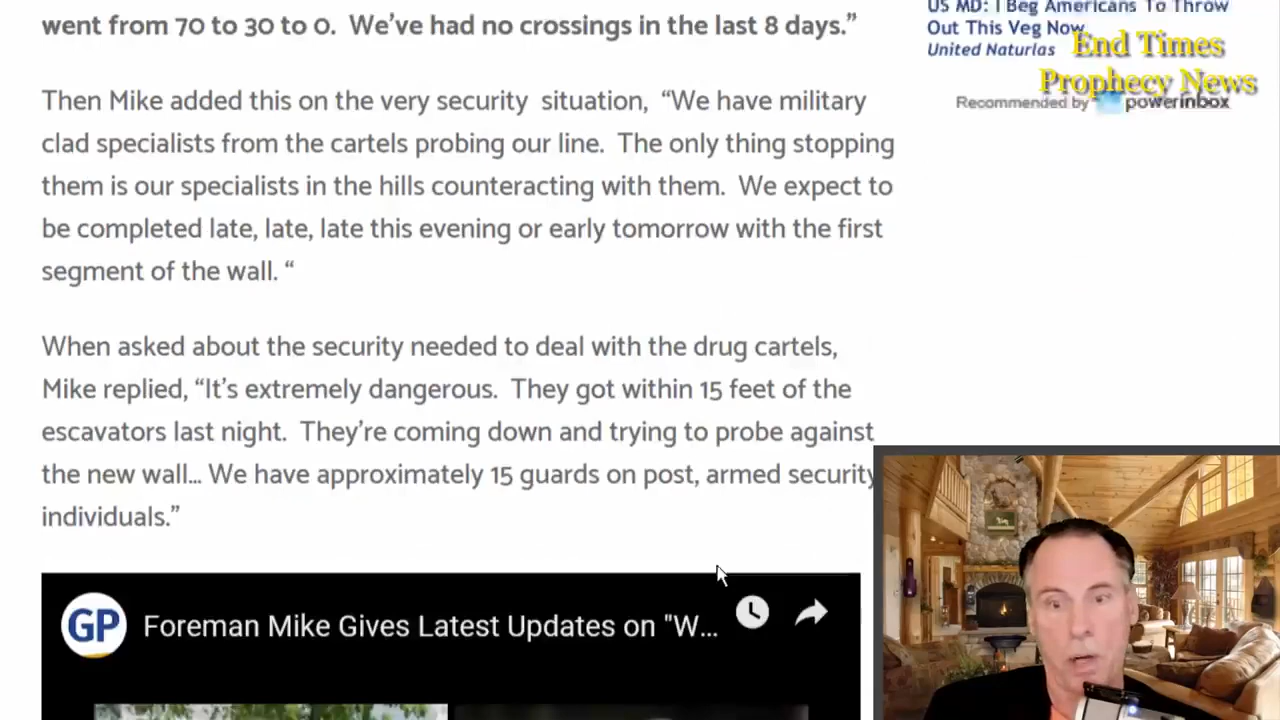 went from 70 to 30 to 0.  We've had no crossings in the last 8 days.”
Then Mike added this on the very security  situation,  “We have military
clad specialists from the cartels probing our line.  The only thing stopping
them is our specialists in the hills counteracting with them.  We expect to
be completed late, late, late this evening or early tomorrow with the first
segment of the wall. “
When asked about the security needed to deal with the drug cartels,
Mike replied, “It's extremely dangerous.  They got within 15 feet of the
escavators last night.  They're coming down and trying to probe against
the new wall… We have approximately 15 guards on post, armed security
individuals.”
GP
Foreman Mike Gives Latest Updates on "W...
US MD: I Beg Americans To Throw
Out This Veg Now
United Naturlas
End Times
Prophecy News
Recommended by powerinbox